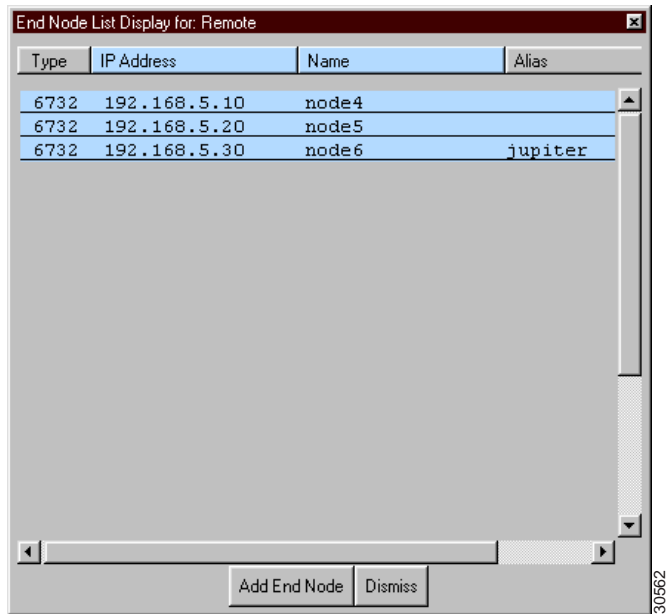 End Node List Display for: Remote
Type IP Address Name Alias
6732 192.168.5.10 node4
6732 192.168.5.20 node5
6732 192.168.5.30 node6 jupiter
Add End Node Dismiss
30562